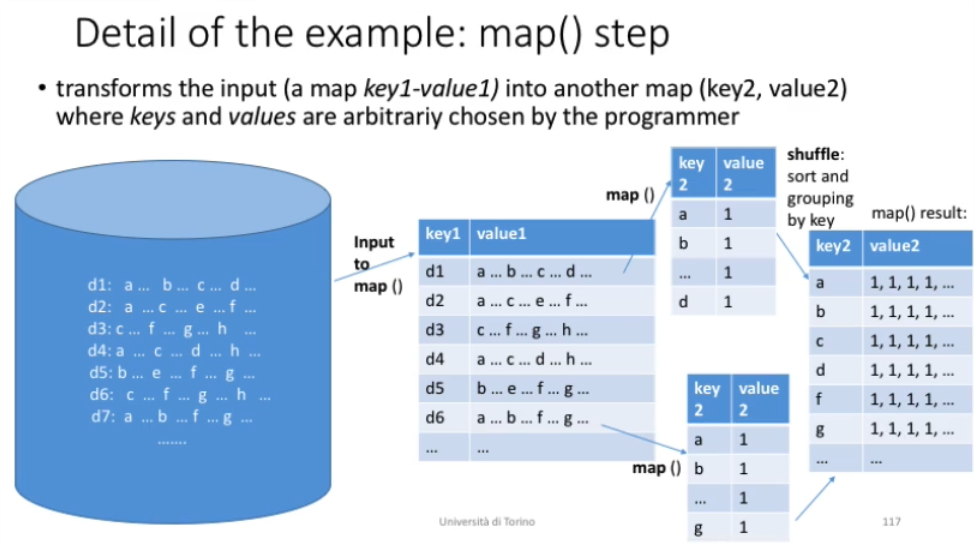 Detail of the example: map() step
• transforms the input (a map key1-value1) into another map (key2, value2)
where keys and values are arbitrariy chosen by the programmer
d1: a ... b ... c ... d ...
d2: a ... c ... e ... f ...
d3: c ... f ... g ... h ...
d4: a ... c ... d ... h ...
d5: b ... e ... f ... g ...
d6: c ... f ... g ... h ...
d7: a ... b ... f ... g ...
.......
Input
to
map ()
key1 value1
d1 a ... b ... c ... d ...
d2 a ... c ... e ... f ...
d3 c ... f ... g ... h ...
d4 a ... c ... d ... h ...
d5 b ... e ... f ... g ...
d6 a ... b ... f ... g ...
... ...
map ()
key value
2 2
a 1
b 1
... 1
d 1
shuffle:
sort and
grouping
by key
map ()
key value
2 2
a 1
b 1
... 1
g 1
map() result:
key2 value2
a 1, 1, 1, 1, ...
b 1, 1, 1, 1, ...
c 1, 1, 1, 1, ...
d 1, 1, 1, 1, ...
f 1, 1, 1, 1, ...
g 1, 1, 1, 1, ...
... ...
Università di Torino
117